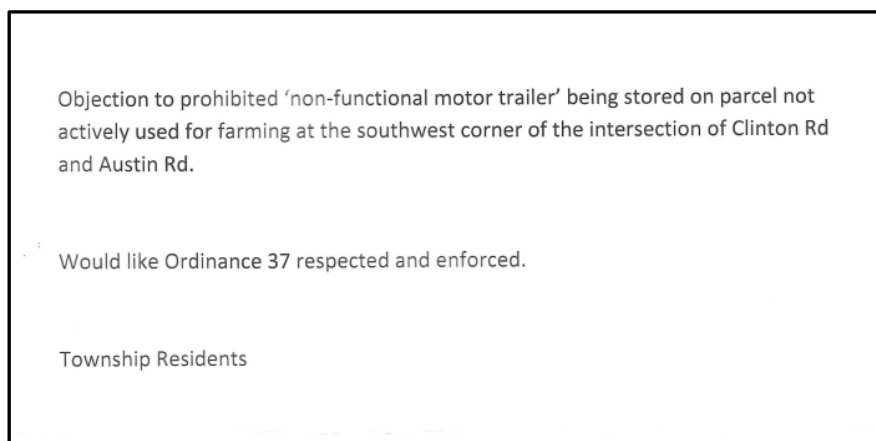 Objection to prohibited ‘non-functional motor trailer’ being stored on parcel not
actively used for farming at the southwest corner of the intersection of Clinton Rd
and Austin Rd.
Would like Ordinance 37 respected and enforced.
Township Residents